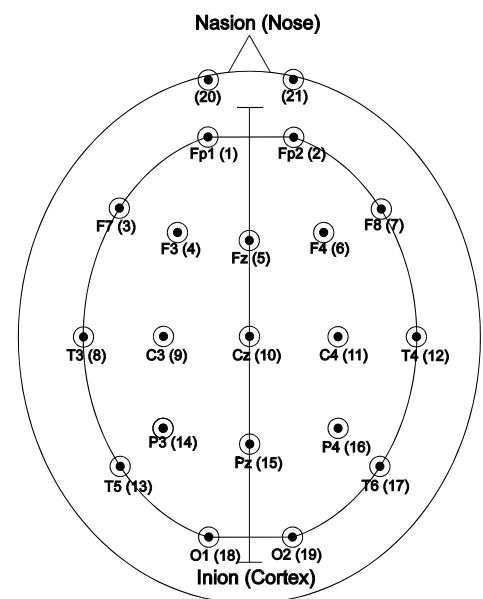 Nasion (Nose)
(20) (21)
Fp1 (1) Fp2 (2)
F7 (3) F8 (7)
F3 (4) Fz (5) F4 (6)
T3 (8) C3 (9) Cz (10) C4 (11) T4 (12)
P3 (14) Pz (15) P4 (16)
T5 (13) T6 (17)
O1 (18) O2 (19)
Inion (Cortex)